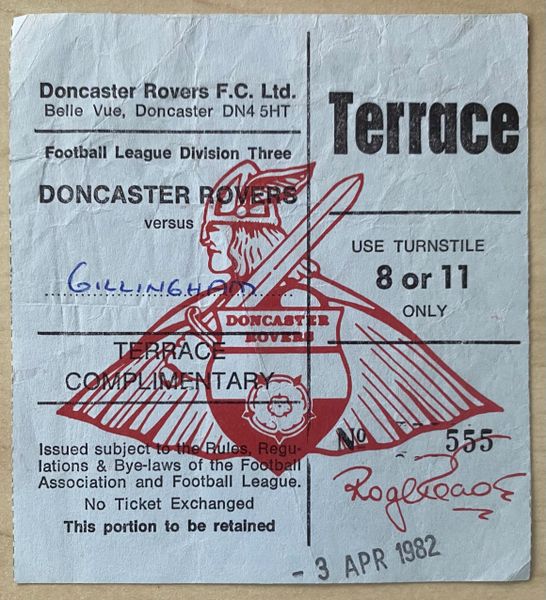 Doncaster Rovers F.C. Ltd.
Belle Vue, Doncaster DN4 5HT
Football League Division Three
DONCASTER ROVERS
versus
GILLINGHAM
DONCASTER
ROVERS
TERRACE
COMPLIMENTARY
Issued subject to the Rules, Regu-
lations & Bye-laws of the Football
Association and Football League.
No Ticket Exchanged
This portion to be retained
Terrace
USE TURNSTILE
8 or 11
ONLY
No 555
- 3 APR 1982